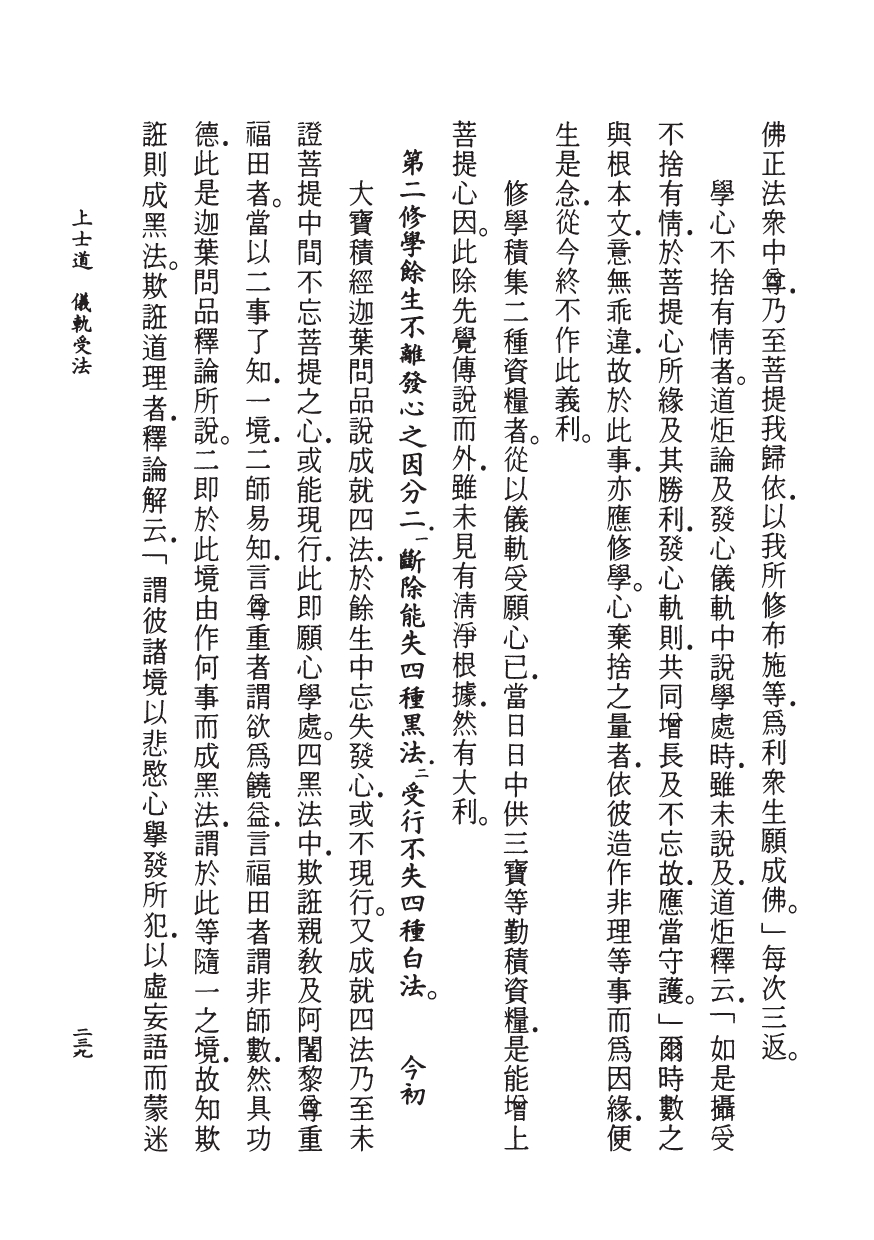 佛正法衆中尊．乃至菩提我歸依．以我所修布施等．爲利衆生願成佛。」每次三返。
學心不捨有情者。道炬論及發心儀軌中說學處時．雖未說及．道炬釋云．「如是攝受
不捨有情．於菩提心所緣及其勝利．發心軌則．共同增長及不忘故．應當守護。」爾時數之
與根本文．意無乖違．故於此事．亦應修學。心棄捨之量者．依彼造作非理等事而爲因緣．便
生是念．從今終不作此義利。
修學積集二種資糧者。從以儀軌受願心已．當日日中供三寶等勤積資糧．是能增上
菩提心因。此除先覺傳說而外．雖未見有淸淨根據．然有大利。
第二修學餘生不離發心之因分二．一斷除能失四種黑法．二受行不失四種白法。　今初
大寶積經迦葉問品說成就四法．於餘生中忘失發心．或不現行。又成就四法乃至未
證菩提中間不忘菩提之心．或能現行．此即願心學處。四黑法中．欺誑親敎及阿闍黎尊重
福田者。當以二事了知．一境．二師易知．言尊重者謂欲爲饒益．言福田者謂非師數．然具功
德．此是迦葉問品釋論所說。二即於此境由作何事而成黑法．謂於此等隨一之境．故知欺
誑則成黑法。欺誑道理者．釋論解云．「謂彼諸境以悲愍心擧發所犯．以虛妄語而蒙迷
上士道　儀軌受法
二三九